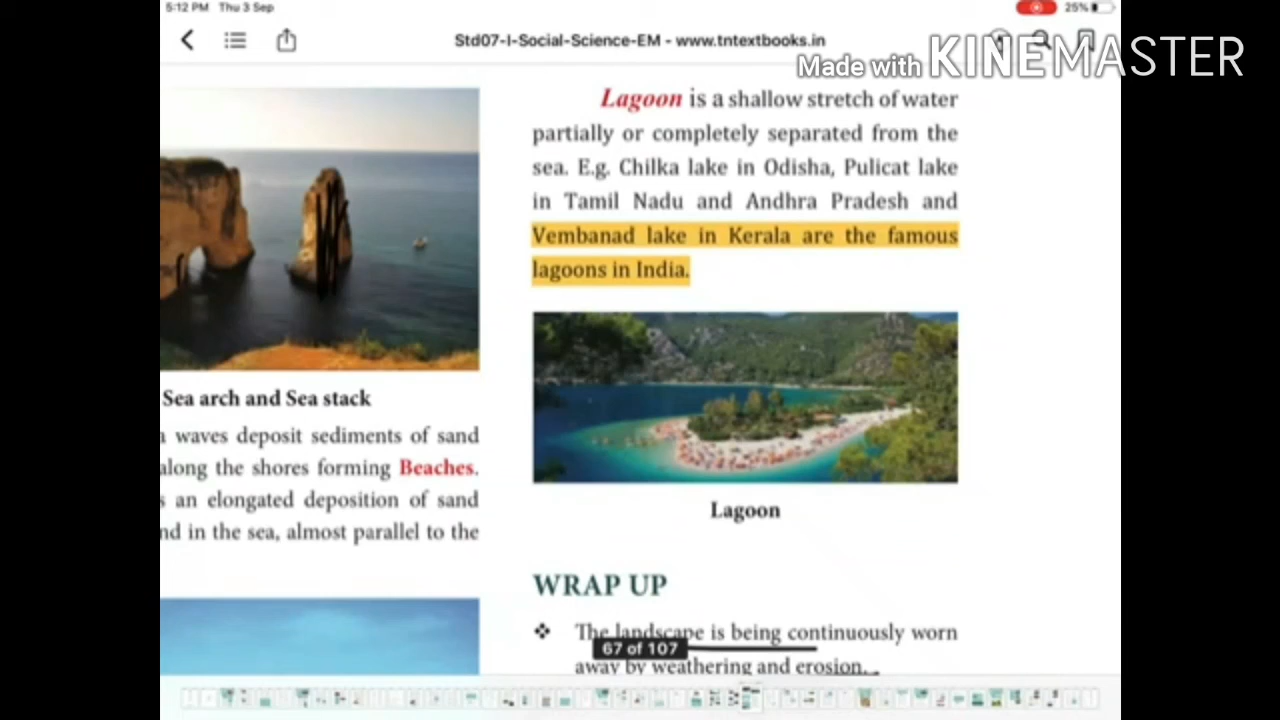 5:12 PM Thu 3 Sep
25%
Std07-I-Social-Science-EM - www.tntextbooks.in
Made with KINEMASTER
Sea arch and Sea stack
waves deposit sediments of sand
along the shores forming Beaches.
an elongated deposition of sand
in the sea, almost parallel to the
Lagoon is a shallow stretch of water
partially or completely separated from the
sea. E.g. Chilka lake in Odisha, Pulicat lake
in Tamil Nadu and Andhra Pradesh and
Vembanad lake in Kerala are the famous
lagoons in India.
Lagoon
WRAP UP
❖ The landscape is being continuously worn
away by weathering and erosion.
67 of 107